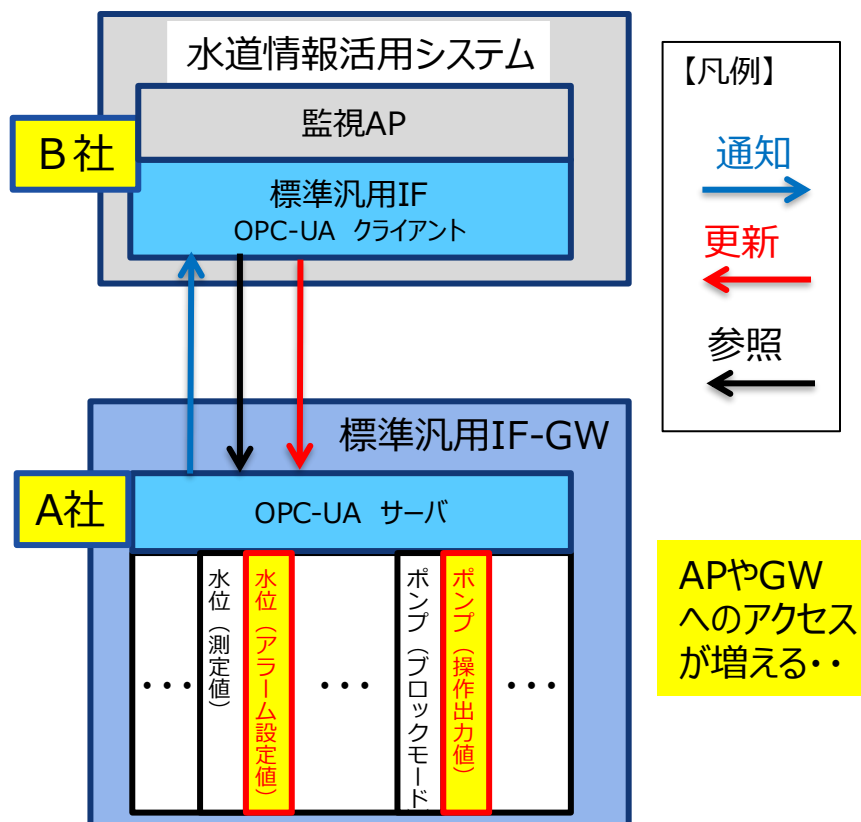 水道情報活用システム
監視AP
B社
標準汎用IF
OPC-UA クライアント
【凡例】
通知
更新
参照
標準汎用IF-GW
A社
OPC-UA サーバ
・・・
水位（測定値）
水位（アラーム設定値）
・・・
ポンプ（ブロックモード）
ポンプ（操作出力値）
・・・
APやGW
へのアクセス
が増える・・